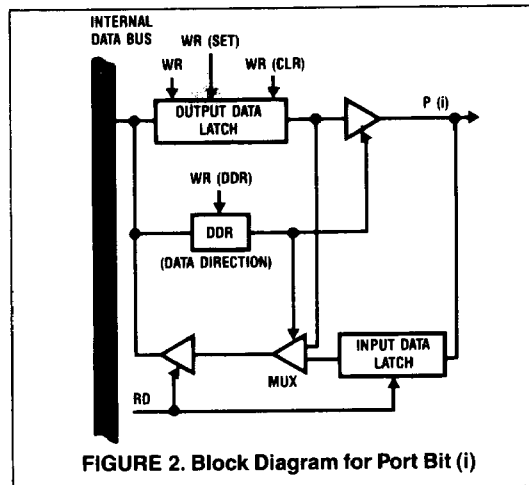 INTERNAL
DATA BUS
WR (SET)
WR
WR (CLR)
P (i)
OUTPUT DATA
LATCH
WR (DDR)
DDR
(DATA DIRECTION)
INPUT DATA
LATCH
MUX
RD
FIGURE 2. Block Diagram for Port Bit (i)